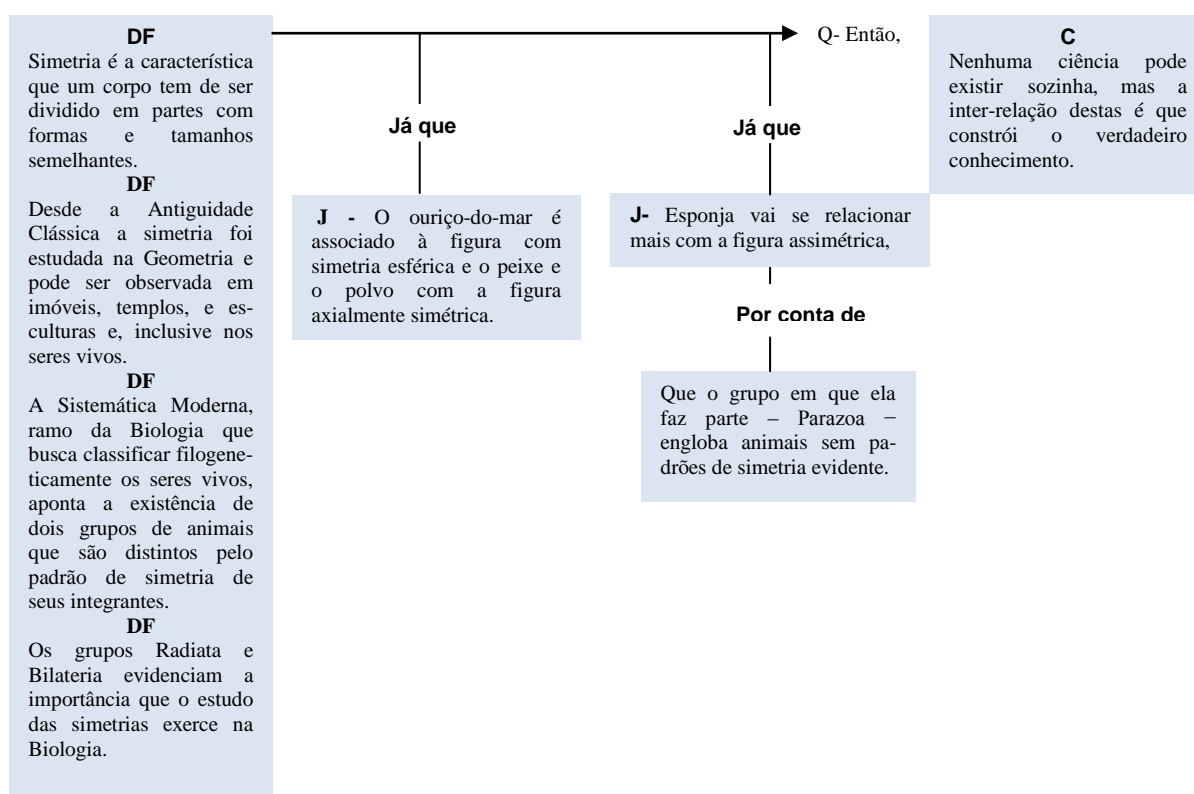 DF
Simetria é a característica
que um corpo tem de ser
dividido em partes com
formas e tamanhos
semelhantes.
DF
Desde a Antiguidade
Clássica a simetria foi
estudada na Geometria e
pode ser observada em
imóveis, templos, e es-
culturas e, inclusive nos
seres vivos.
DF
A Sistemática Moderna,
ramo da Biologia que
busca classificar filogene-
ticamente os seres vivos,
aponta a existência de
dois grupos de animais
que são distintos pelo
padrão de simetria de
seus integrantes.
DF
Os grupos Radiata e
Bilateria evidenciam a
importância que o estudo
das simetrias exerce na
Biologia.
Já que
J - O ouriço-do-mar é
associado à figura com
simetria esférica e o peixe e
o polvo com a figura
axialmente simétrica.
Já que
J- Esponja vai se relacionar
mais com a figura assimétrica,
Por conta de
Que o grupo em que ela
faz parte – Parazoa −
engloba animais sem pa-
drões de simetria evidente.
Q- Então,
C
Nenhuma ciência pode
existir sozinha, mas a
inter-relação destas é que
constrói o verdadeiro
conhecimento.